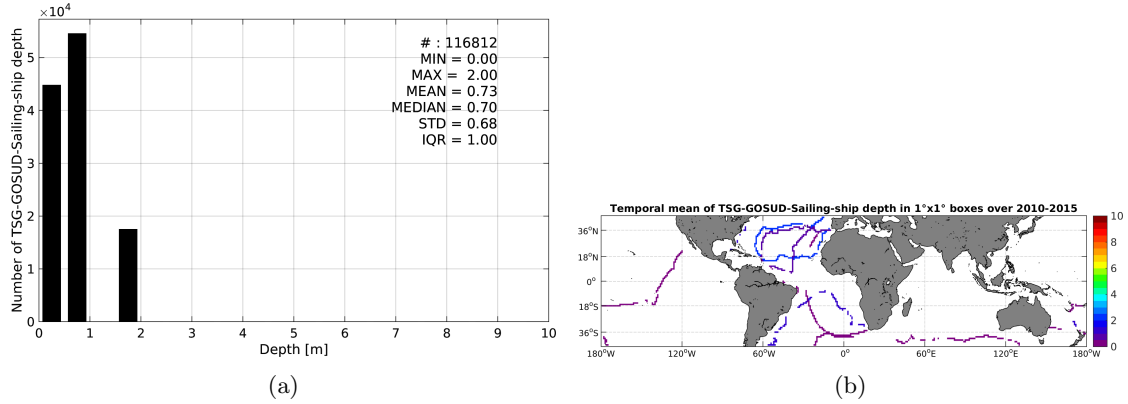 ×10⁴
Number of TSG-GOSUD-Sailing-ship depth
5
4
3
2
1
0
# : 116812
MIN = 0.00
MAX = 2.00
MEAN = 0.73
MEDIAN = 0.70
STD = 0.68
IQR = 1.00
0 1 2 3 4 5 6 7 8 9 10
Depth [m]
(a)
Temporal mean of TSG-GOSUD-Sailing-ship depth in 1°x1° boxes over 2010-2015
36°N
18°N
0°
18°S
36°S
180°W 120°W 60°W 0° 60°E 120°E 180°W
10
8
6
4
2
0
(b)